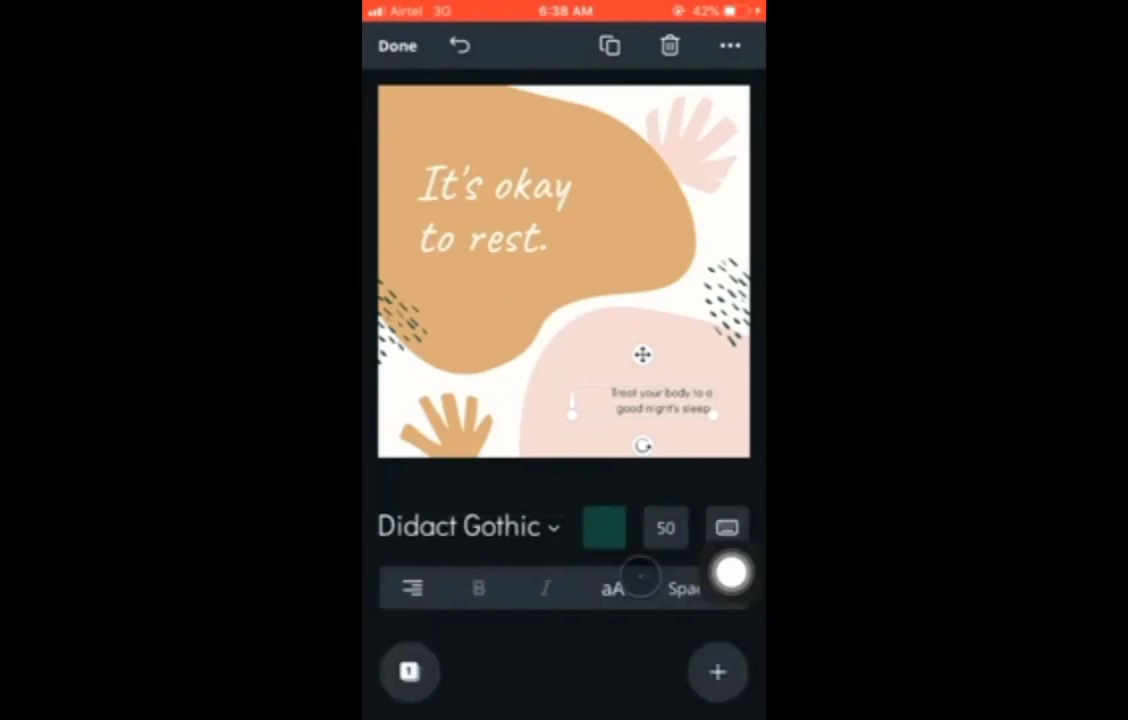 Airtel 3G 6:38 AM 42%
Done
It's okay
to rest.
Treat your body to a
good night's sleep
Didact Gothic 50
B I aA Spac
1